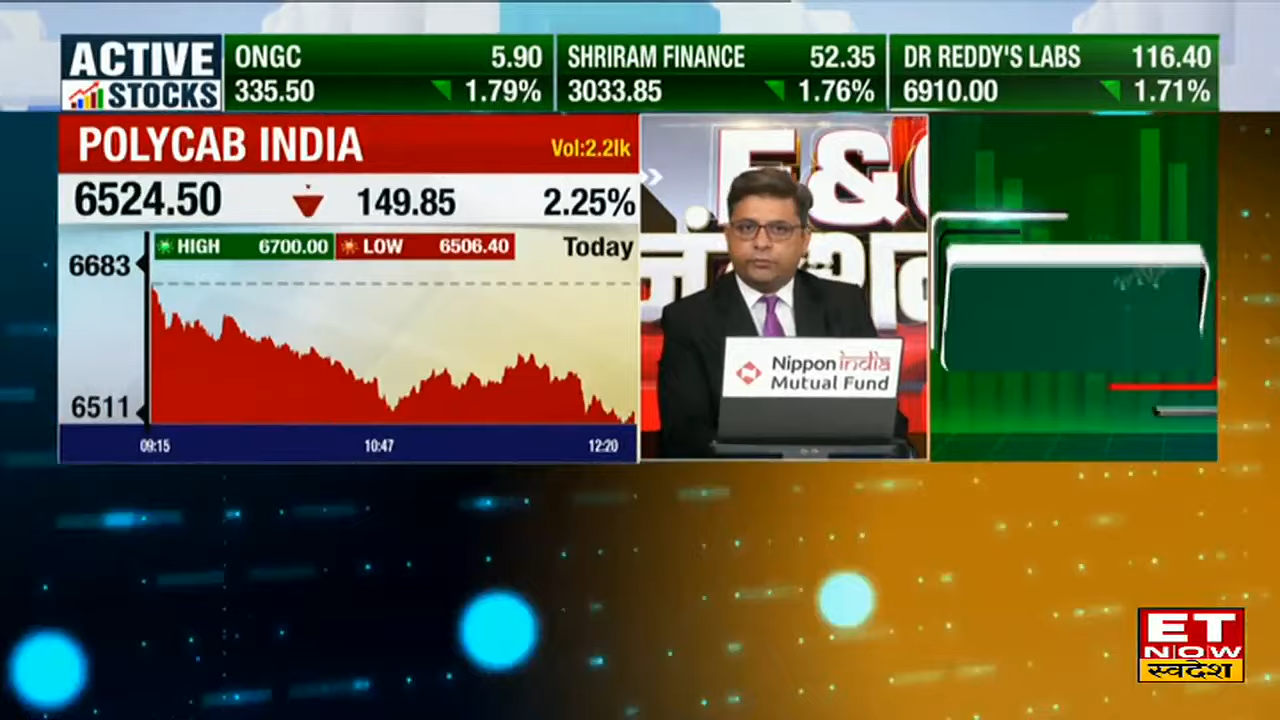 ACTIVE
STOCKS
ONGC 5.90
335.50 1.79%
SHRIRAM FINANCE 52.35
3033.85 1.76%
DR REDDY'S LABS 116.40
6910.00 1.71%
POLYCAB INDIA Vol:2.2lk
6524.50 149.85 2.25%
HIGH 6700.00 LOW 6506.40 Today
6683
6511
09:15 10:47 12:20
F&
Nippon india
Mutual Fund
ET
NOW
स्वदेश